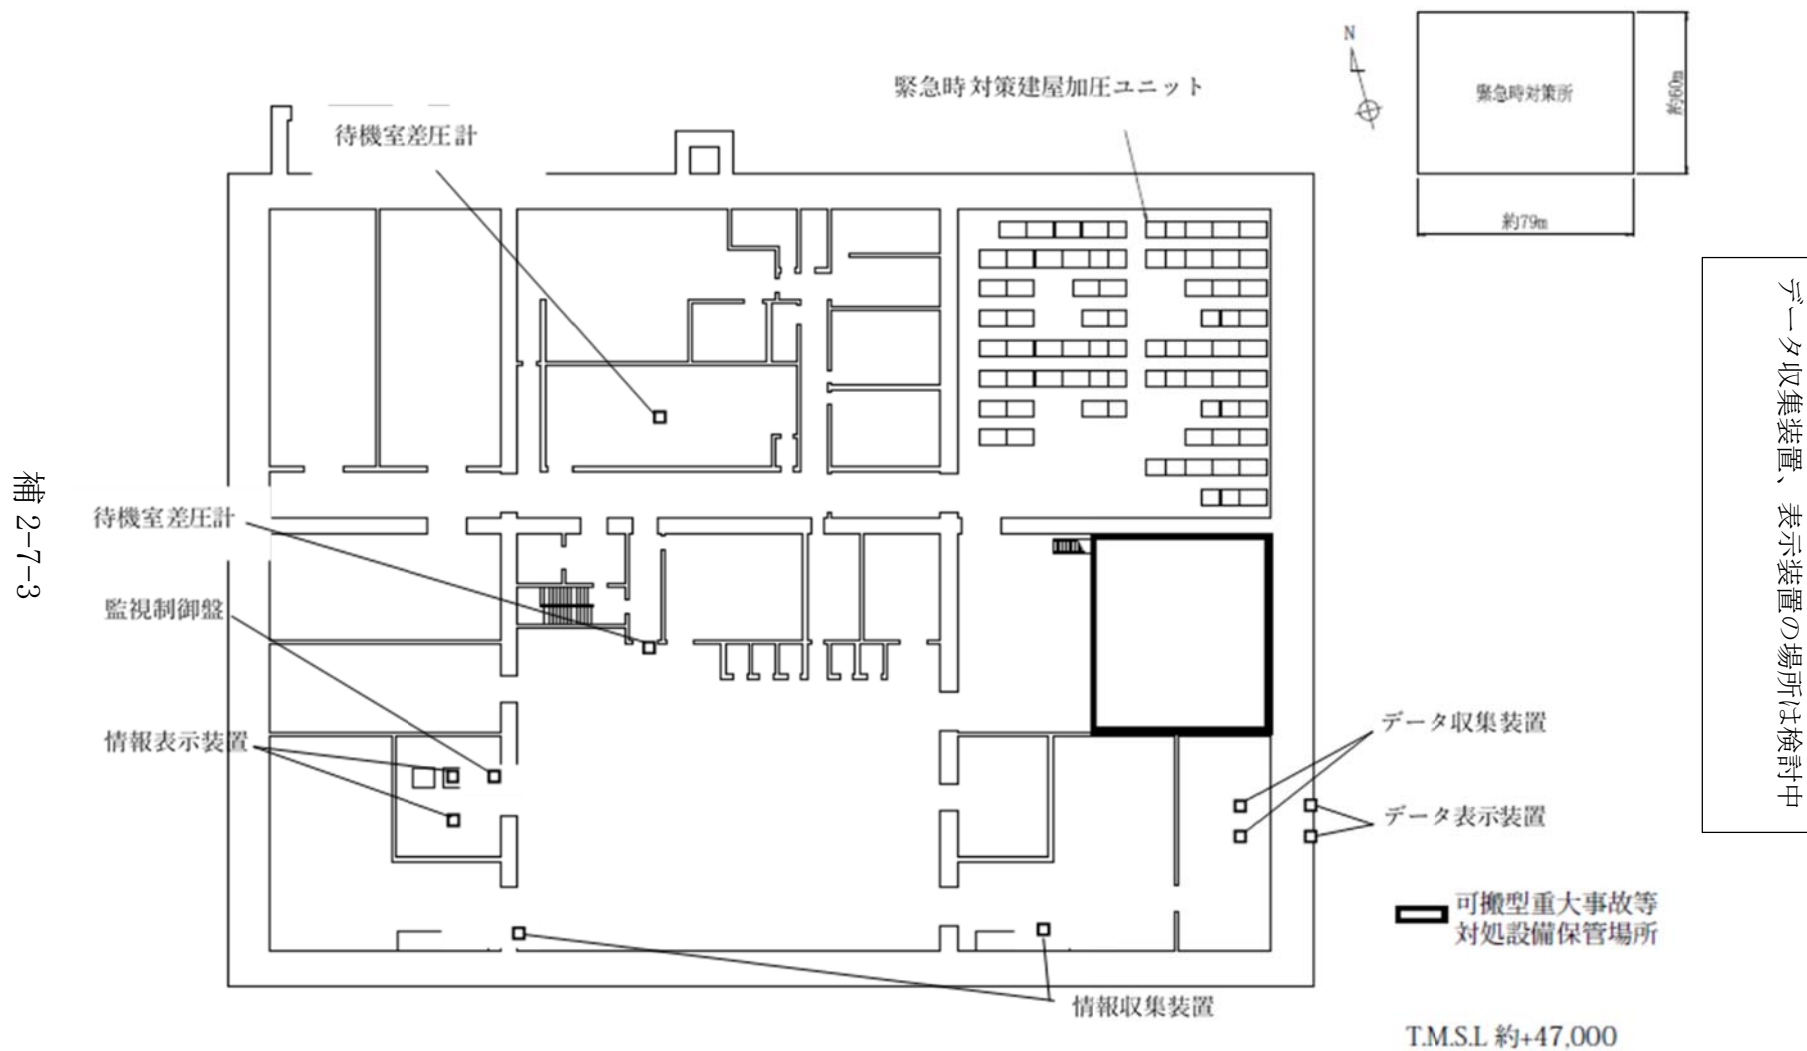 N
緊急時対策所
約60m
約79m
緊急時対策建屋加圧ユニット
待機室差圧計
待機室差圧計
監視制御盤
情報表示装置
データ収集装置
データ表示装置
可搬型重大事故等
対処設備保管場所
情報収集装置
T.M.S.L 約+47,000
データ収集装置、表示装置の場所は検討中
補 2-7-3